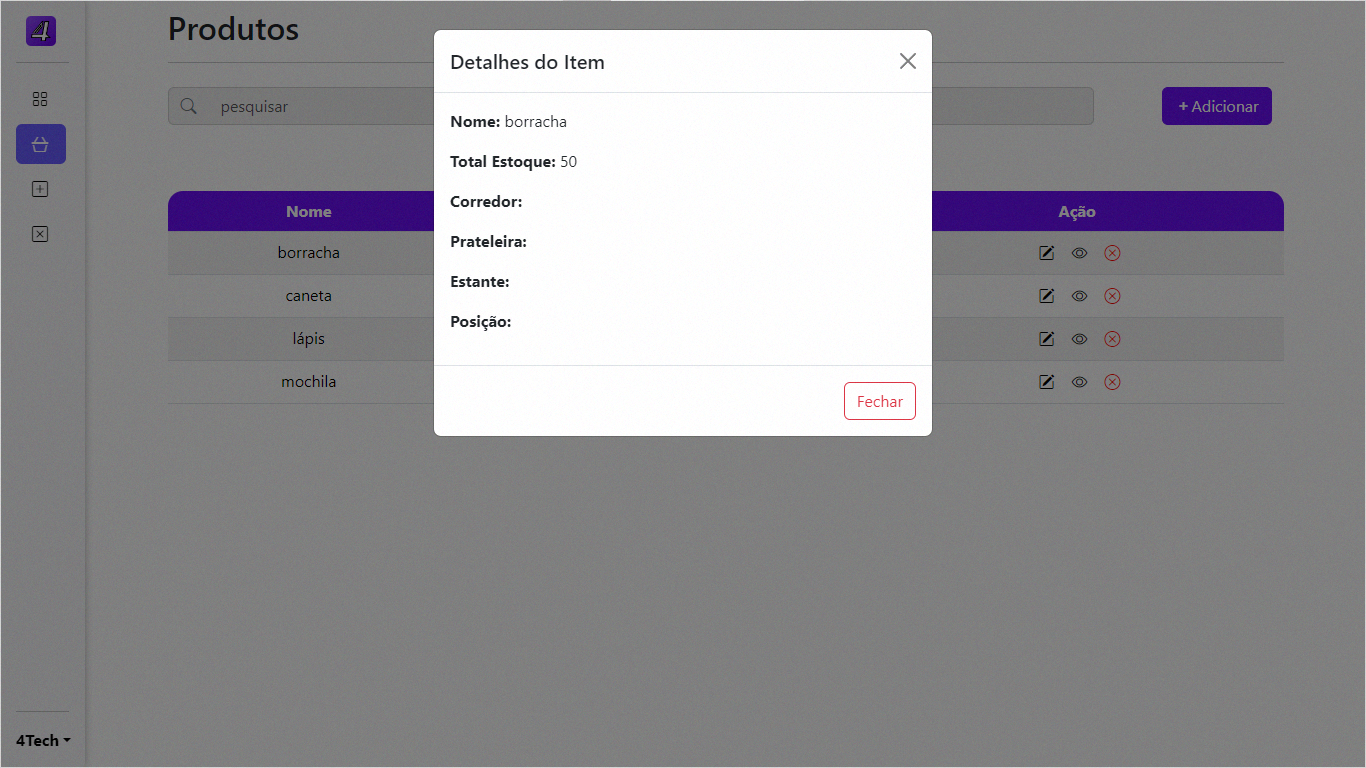 4
Produtos
Detalhes do Item
pesquisar
+ Adicionar
Nome: borracha
Total Estoque: 50
Corredor:
Prateleira:
Estante:
Posição:
Fechar
Nome
Ação
borracha
caneta
lápis
mochila
4Tech